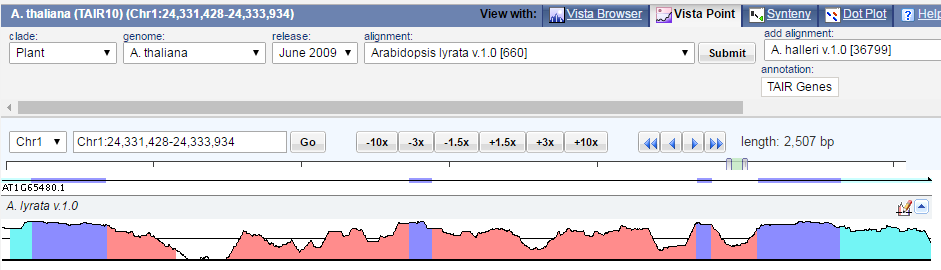 A. thaliana (TAIR10) (Chr1:24,331,428-24,333,934) View with: Vista Browser Vista Point Synteny Dot Plot Help
clade: genome: release: alignment: add alignment:
Plant A. thaliana June 2009 Arabidopsis lyrata v.1.0 [660] Submit A. halleri v.1.0 [36799]
annotation:
TAIR Genes
Chr1 Chr1:24,331,428-24,333,934 Go -10x -3x -1.5x +1.5x +3x +10x length: 2,507 bp
AT1G65480.1
A. lyrata v.1.0